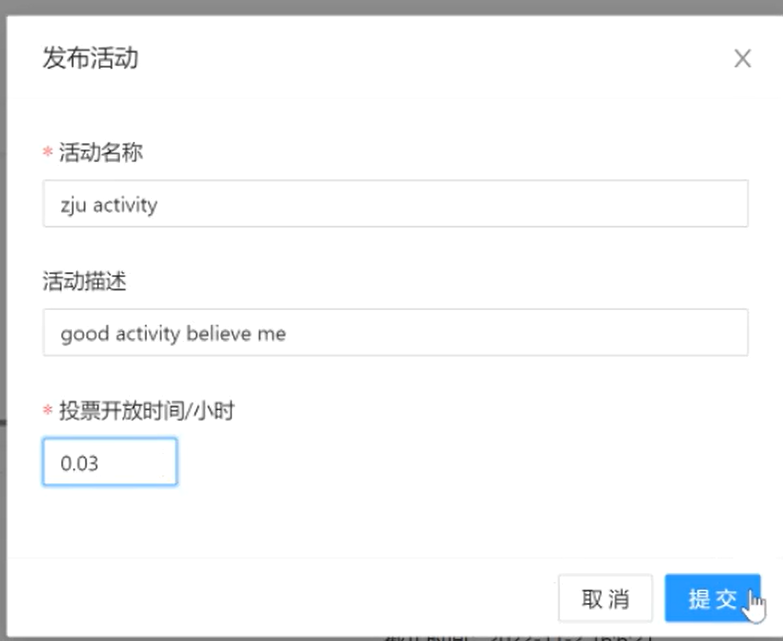 发布活动
* 活动名称
zju activity
活动描述
good activity believe me
* 投票开放时间/小时
0.03
取消
提交